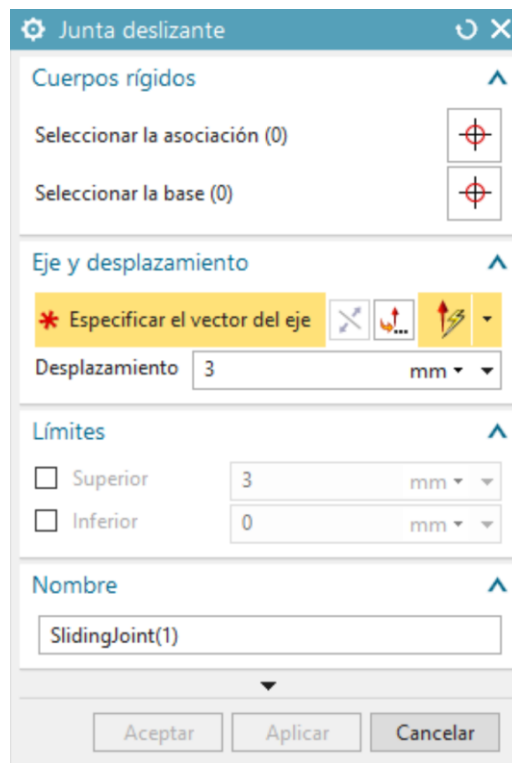 Junta deslizante
Cuerpos rígidos
Seleccionar la asociación (0)
Seleccionar la base (0)
Eje y desplazamiento
* Especificar el vector del eje
Desplazamiento 3 mm
Límites
Superior 3 mm
Inferior 0 mm
Nombre
SlidingJoint(1)
Aceptar Aplicar Cancelar